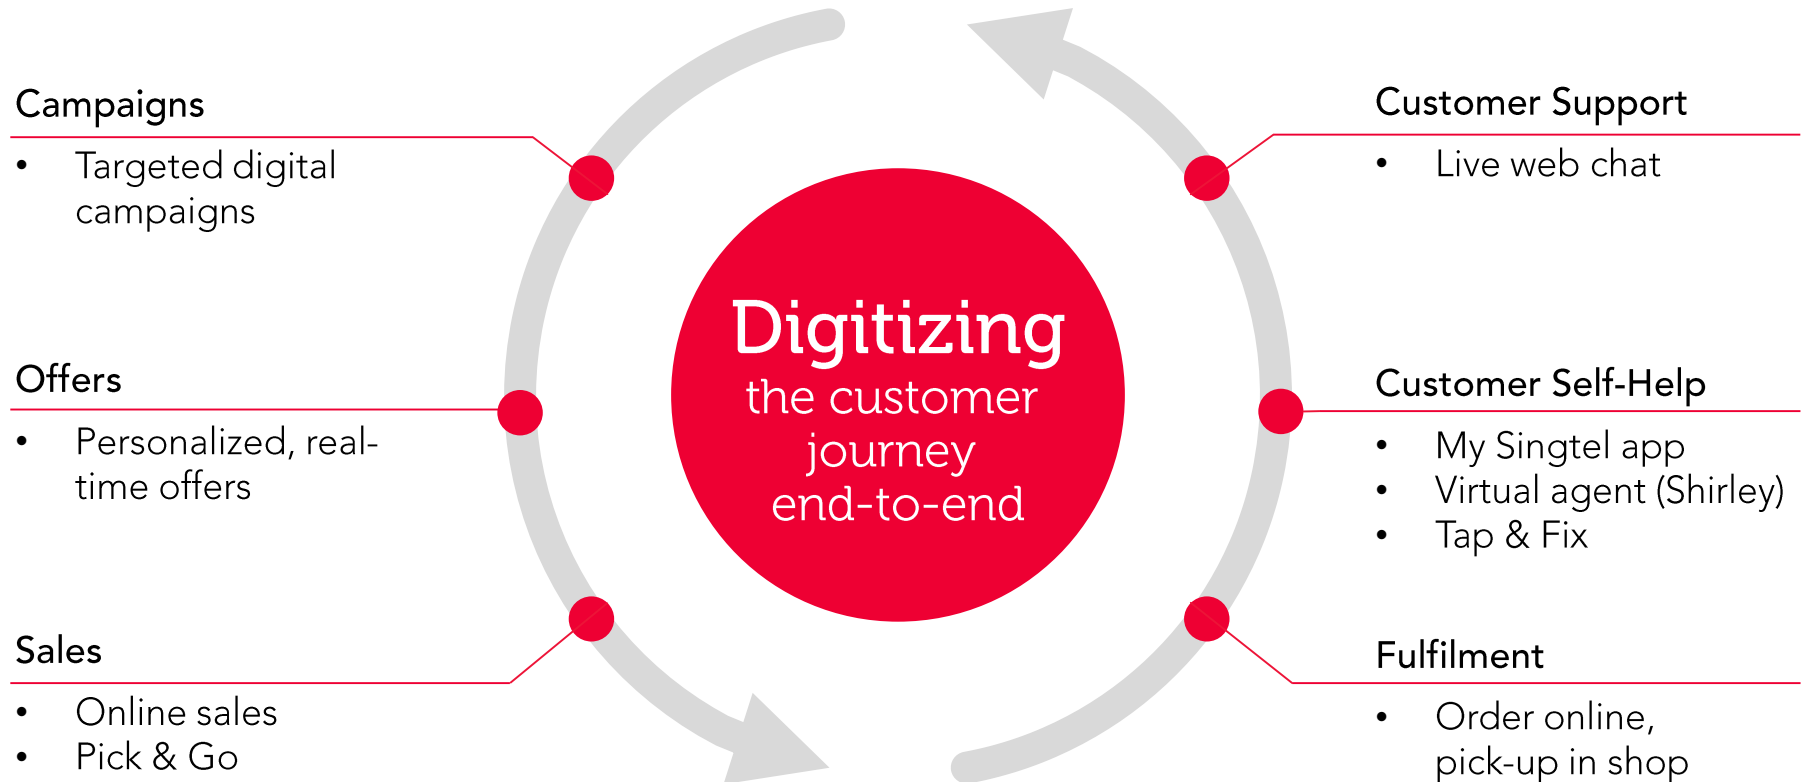 Campaigns
• Targeted digital
campaigns
Offers
• Personalized, real-
time offers
Sales
• Online sales
• Pick & Go
Digitizing
the customer
journey
end-to-end
Customer Support
• Live web chat
Customer Self-Help
• My Singtel app
• Virtual agent (Shirley)
• Tap & Fix
Fulfilment
• Order online,
pick-up in shop